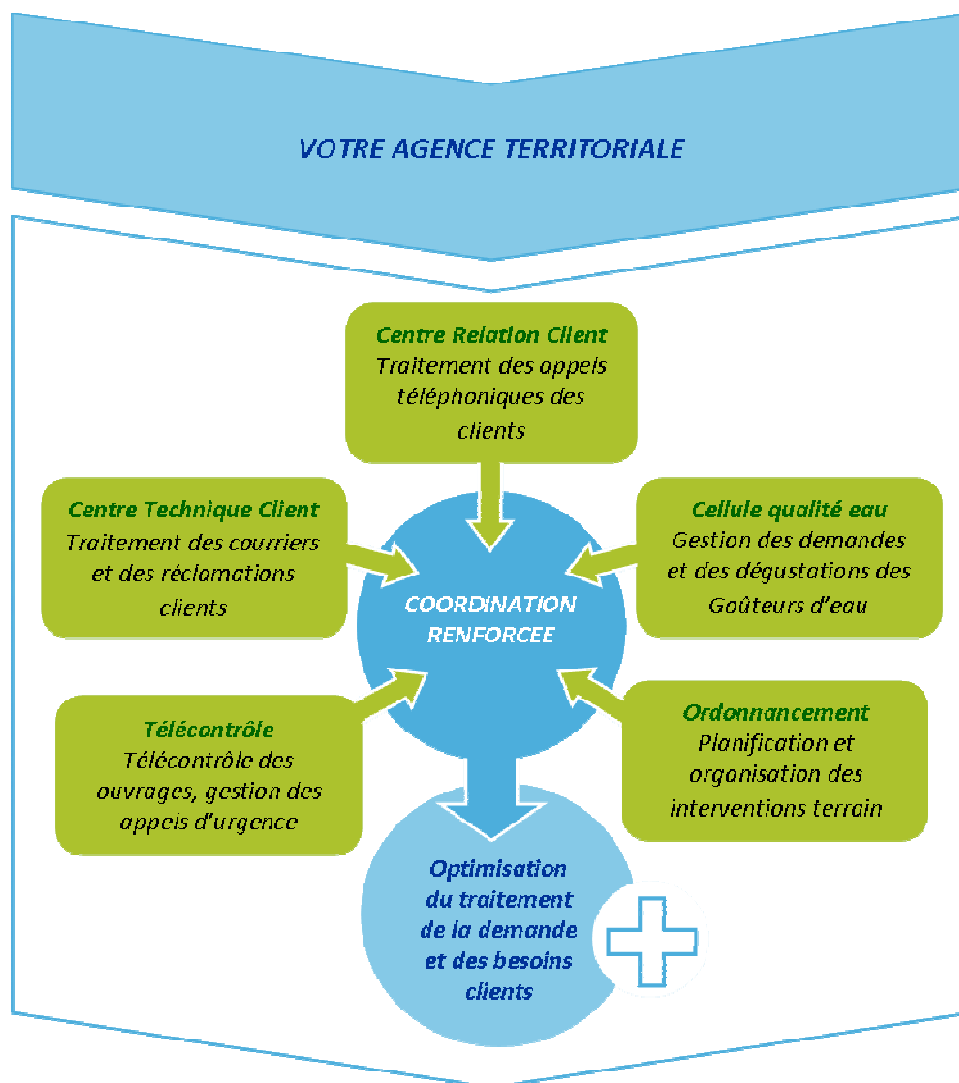 VOTRE AGENCE TERRITORIALE
Centre Relation Client
Traitement des appels
téléphoniques des
clients
Centre Technique Client
Traitement des courriers
et des réclamations
clients
Cellule qualité eau
Gestion des demandes
et des dégustations des
Goûteurs d'eau
COORDINATION
RENFORCEE
Télécontrôle
Télécontrôle des
ouvrages, gestion des
appels d'urgence
Ordonnancement
Planification et
organisation des
interventions terrain
Optimisation
du traitement
de la demande
et des besoins
clients